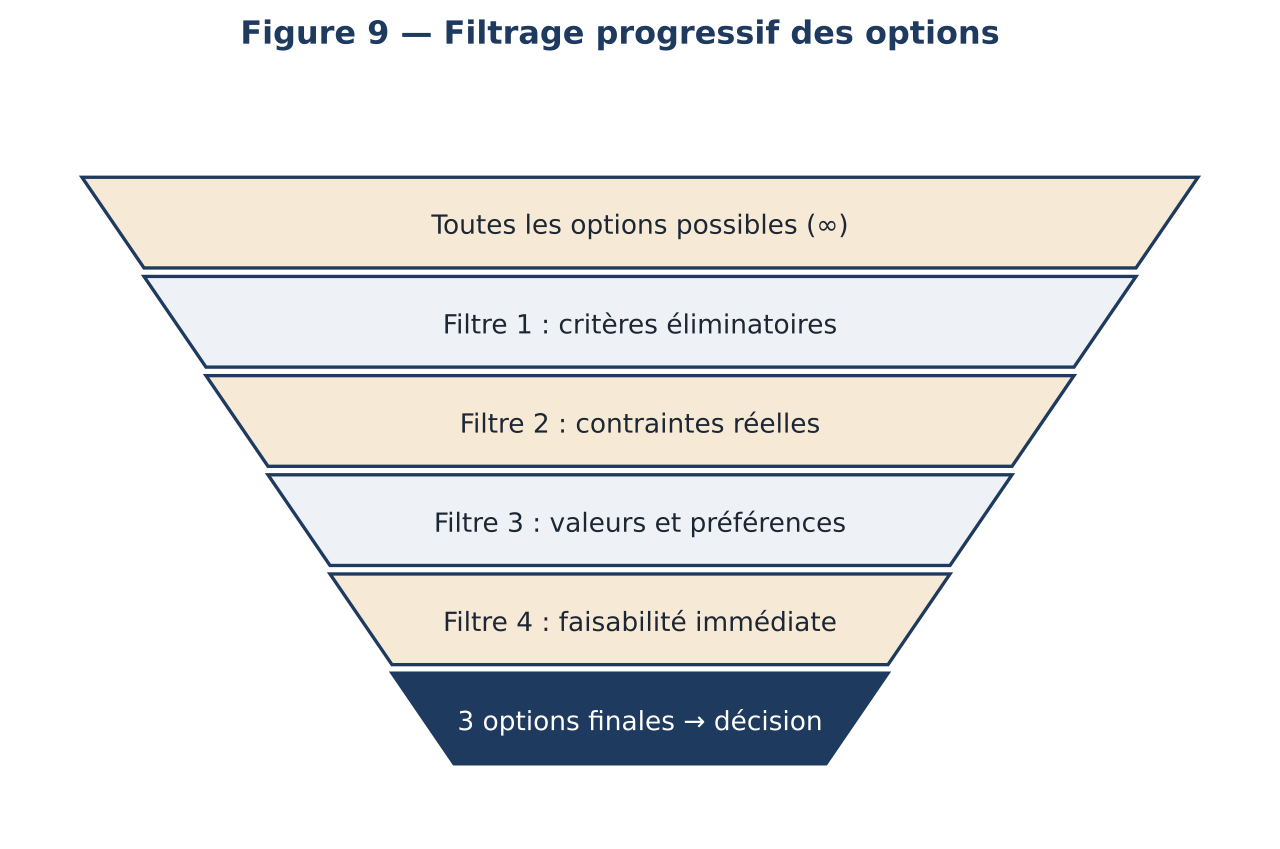 Figure 9 — Filtrage progressif des options
Toutes les options possibles (∞)
Filtre 1 : critères éliminatoires
Filtre 2 : contraintes réelles
Filtre 3 : valeurs et préférences
Filtre 4 : faisabilité immédiate
3 options finales → décision